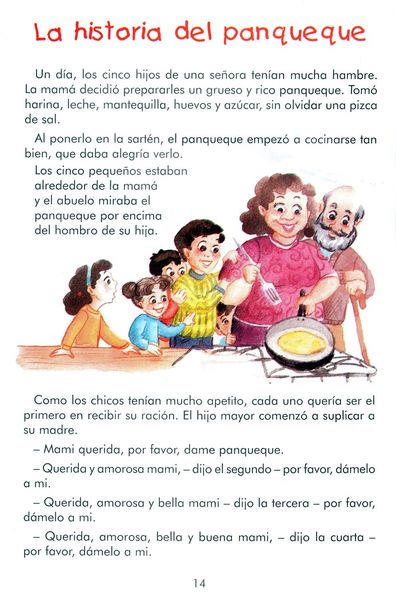 La historia del panqueque
Un día, los cinco hijos de una señora tenían mucha hambre.
La mamá decidió prepararles un grueso y rico panqueque. Tomó
harina, leche, mantequilla, huevos y azúcar, sin olvidar una pizca
de sal.
Al ponerlo en la sartén, el panqueque empezó a cocinarse tan
bien, que daba alegría verlo.
Los cinco pequeños estaban
alrededor de la mamá
y el abuelo miraba el
panqueque por encima
del hombro de su hija.
Como los chicos tenían mucho apetito, cada uno quería ser el
primero en recibir su ración. El hijo mayor comenzó a suplicar a
su madre.
– Mami querida, por favor, dame panqueque.
– Querida y amorosa mami, – dijo el segundo – por favor, dámelo
a mi.
– Querida, amorosa y bella mami – dijo la tercera – por favor,
dámelo a mi.
– Querida, amorosa, bella y buena mami, – dijo la cuarta –
por favor, dámelo a mi.
14